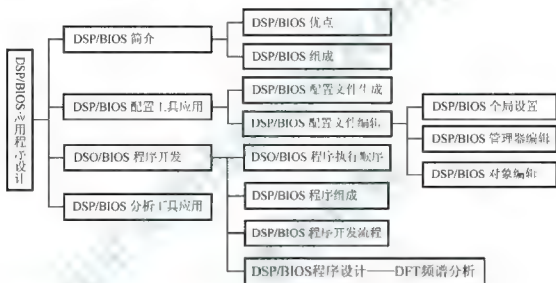 DSP/BIOS应用程序设计
DSP/BIOS 简介
DSP/BIOS 优点
DSP/BIOS 组成
DSP/BIOS 配置工具应用
DSP/BIOS 配置文件生成
DSP/BIOS 配置文件编辑
DSP/BIOS 全局设置
DSP/BIOS 管理器编辑
DSP/BIOS 对象编辑
DSO/BIOS 程序开发
DSO/BIOS 程序执行顺序
DSP/BIOS 程序组成
DSP/BIOS 程序开发流程
DSP/BIOS程序设计——DFT频谱分析
DSP/BIOS 分析工具应用